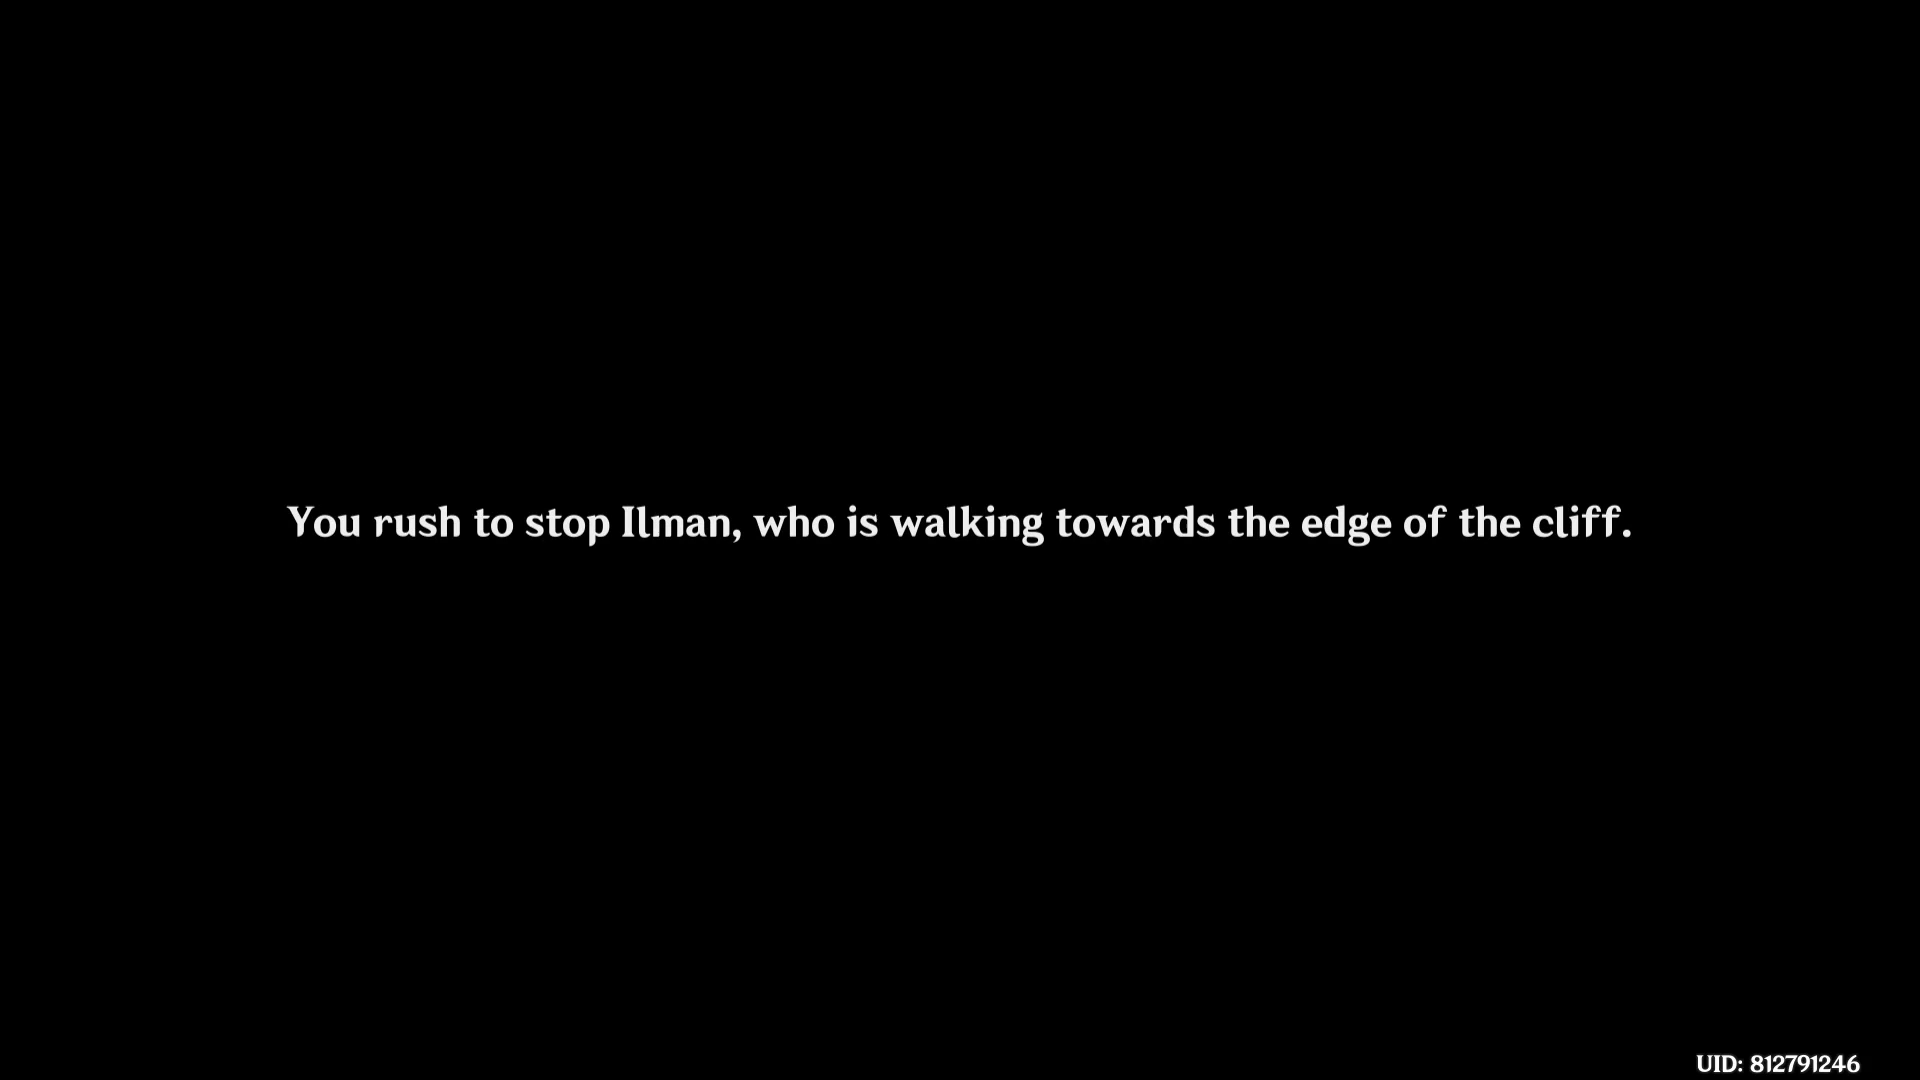 You rush to stop Ilman, who is walking towards the edge of the cliff.
UID: 812791246